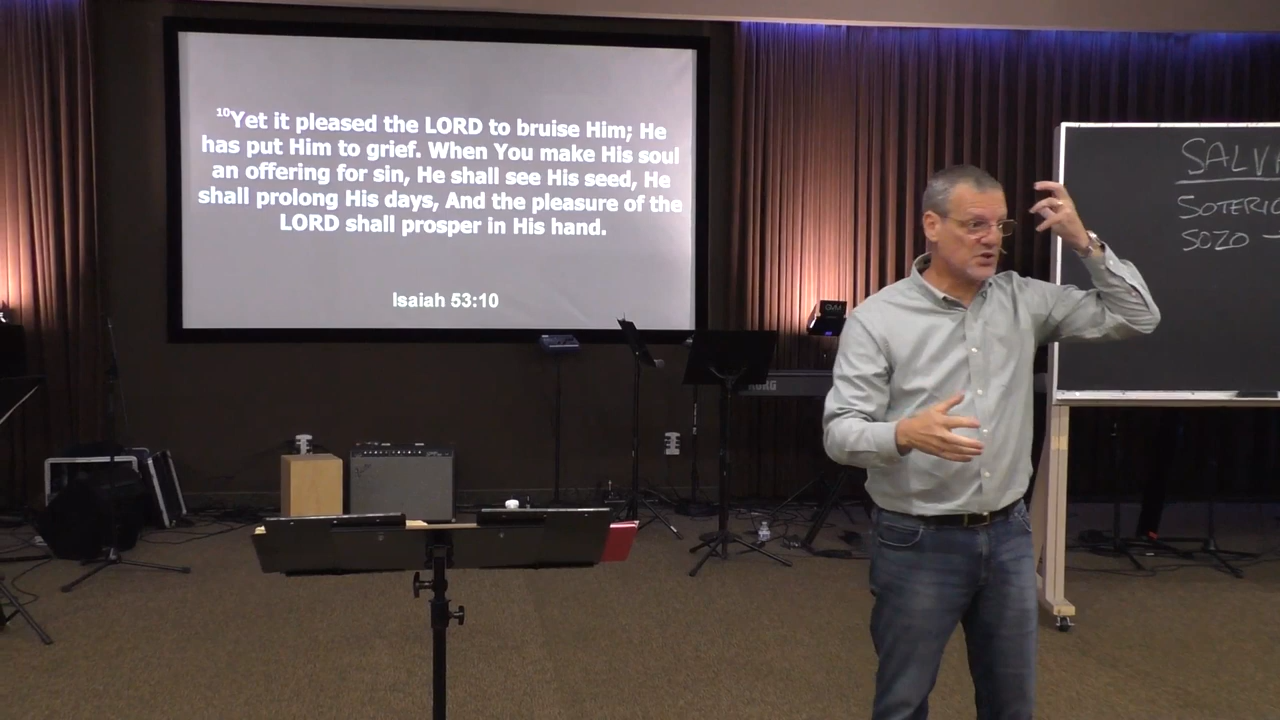 ¹⁰Yet it pleased the LORD to bruise Him; He
has put Him to grief. When You make His soul
an offering for sin, He shall see His seed, He
shall prolong His days, And the pleasure of the
LORD shall prosper in His hand.
Isaiah 53:10
SALV
SOTERIO
SOZO →
KORG